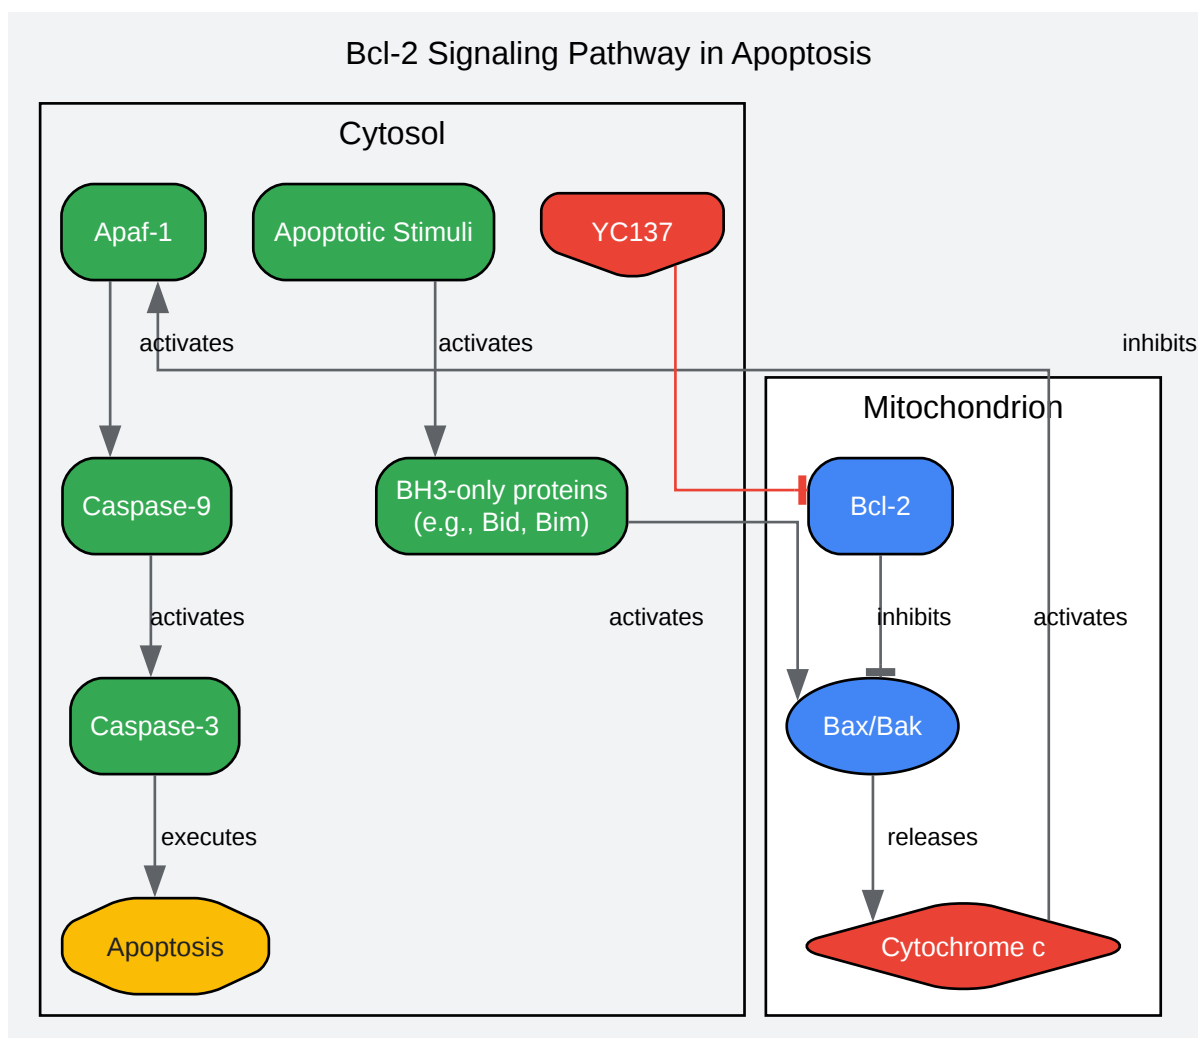 Bcl-2 Signaling Pathway in Apoptosis
Cytosol
Apaf-1
Apoptotic Stimuli
YC137
activates
activates
inhibits
Mitochondrion
Caspase-9
BH3-only proteins
(e.g., Bid, Bim)
Bcl-2
activates
activates
inhibits
activates
Caspase-3
Bax/Bak
executes
releases
Apoptosis
Cytochrome c